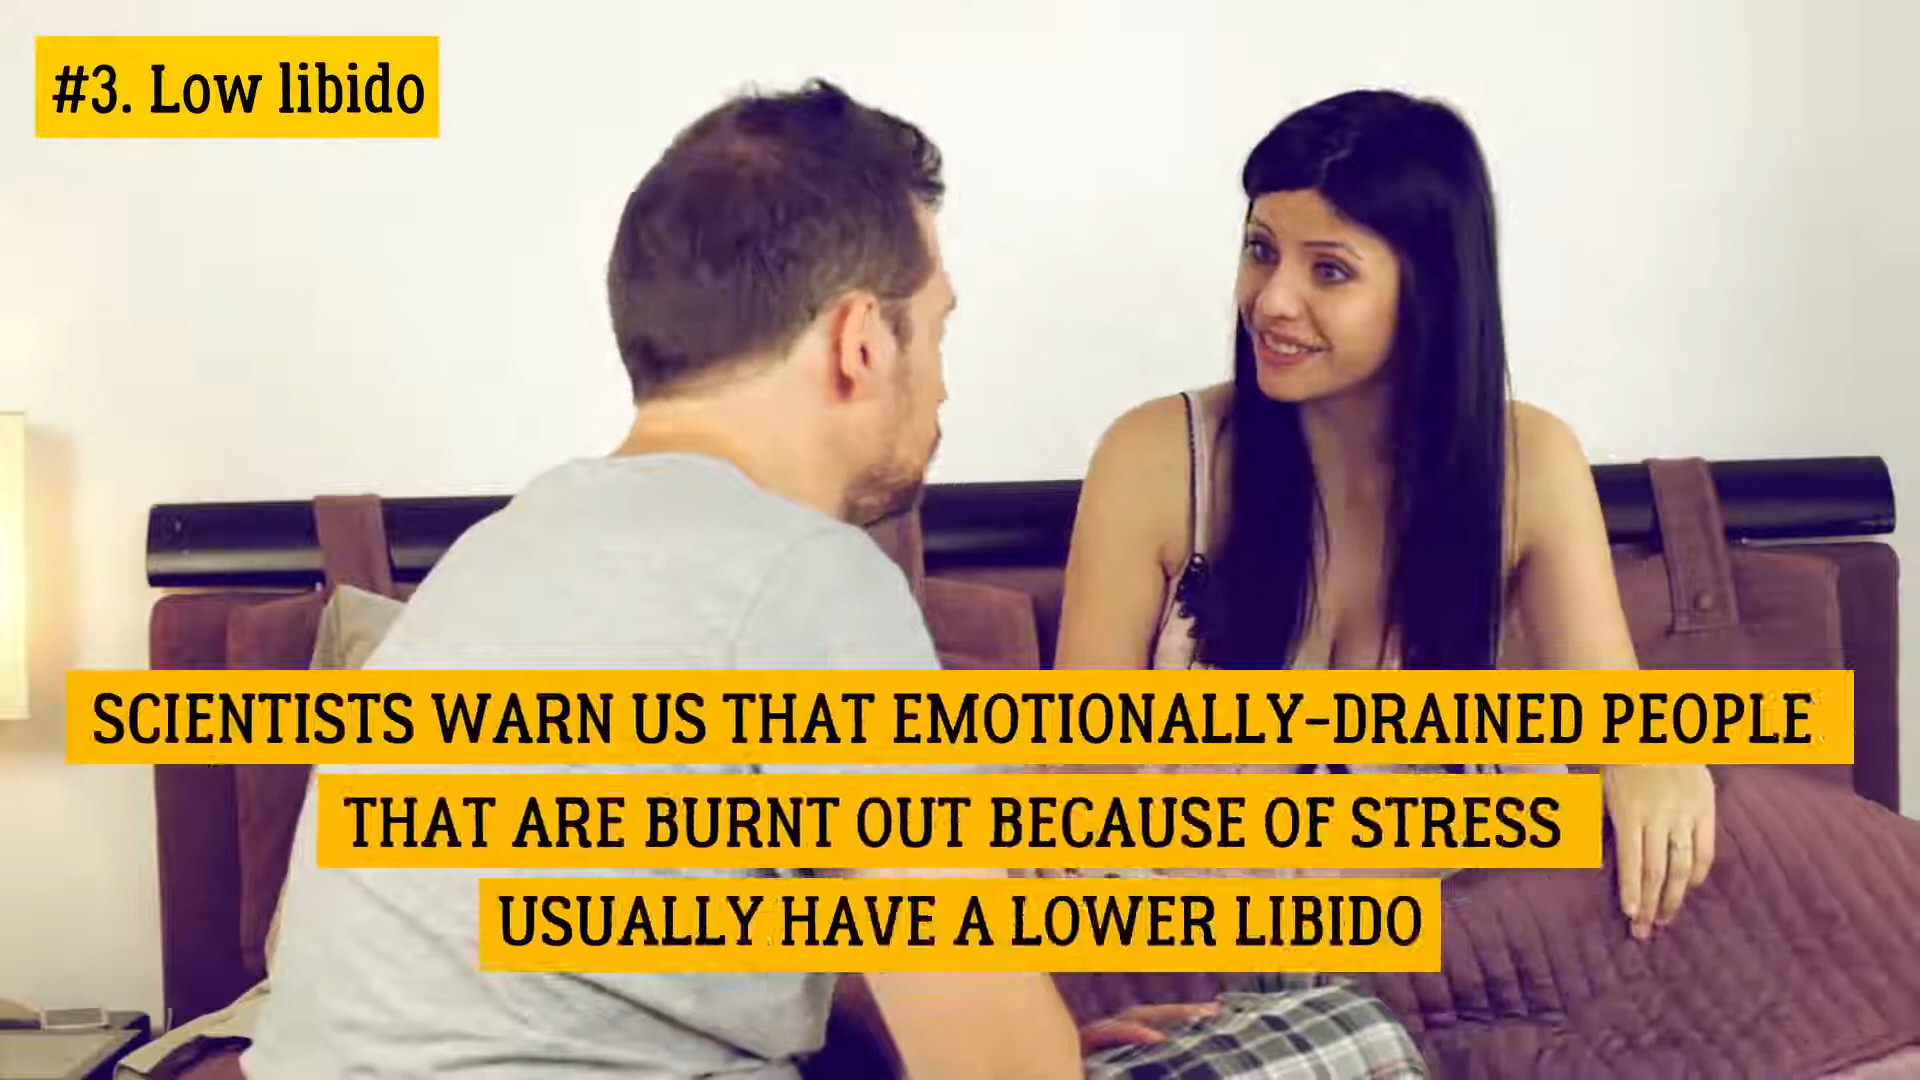 #3. Low libido
SCIENTISTS WARN US THAT EMOTIONALLY-DRAINED PEOPLE
THAT ARE BURNT OUT BECAUSE OF STRESS
USUALLY HAVE A LOWER LIBIDO